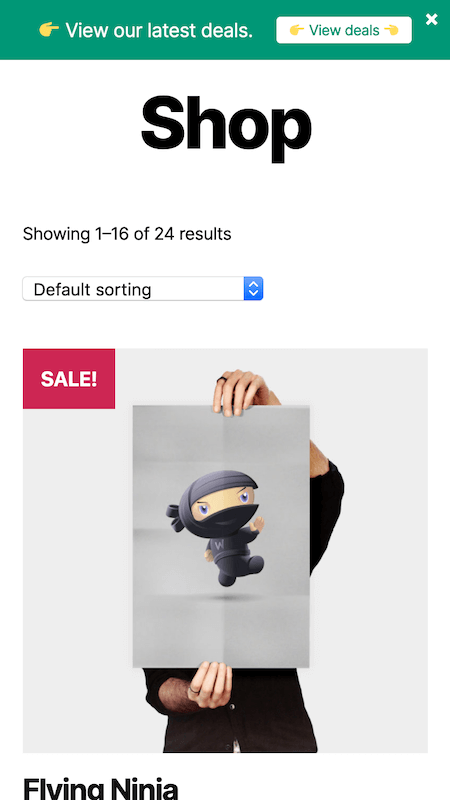 👉 View our latest deals. 👉 View deals 👈 ✖
Shop
Showing 1–16 of 24 results
Default sorting
SALE!
W
Flying Ninja